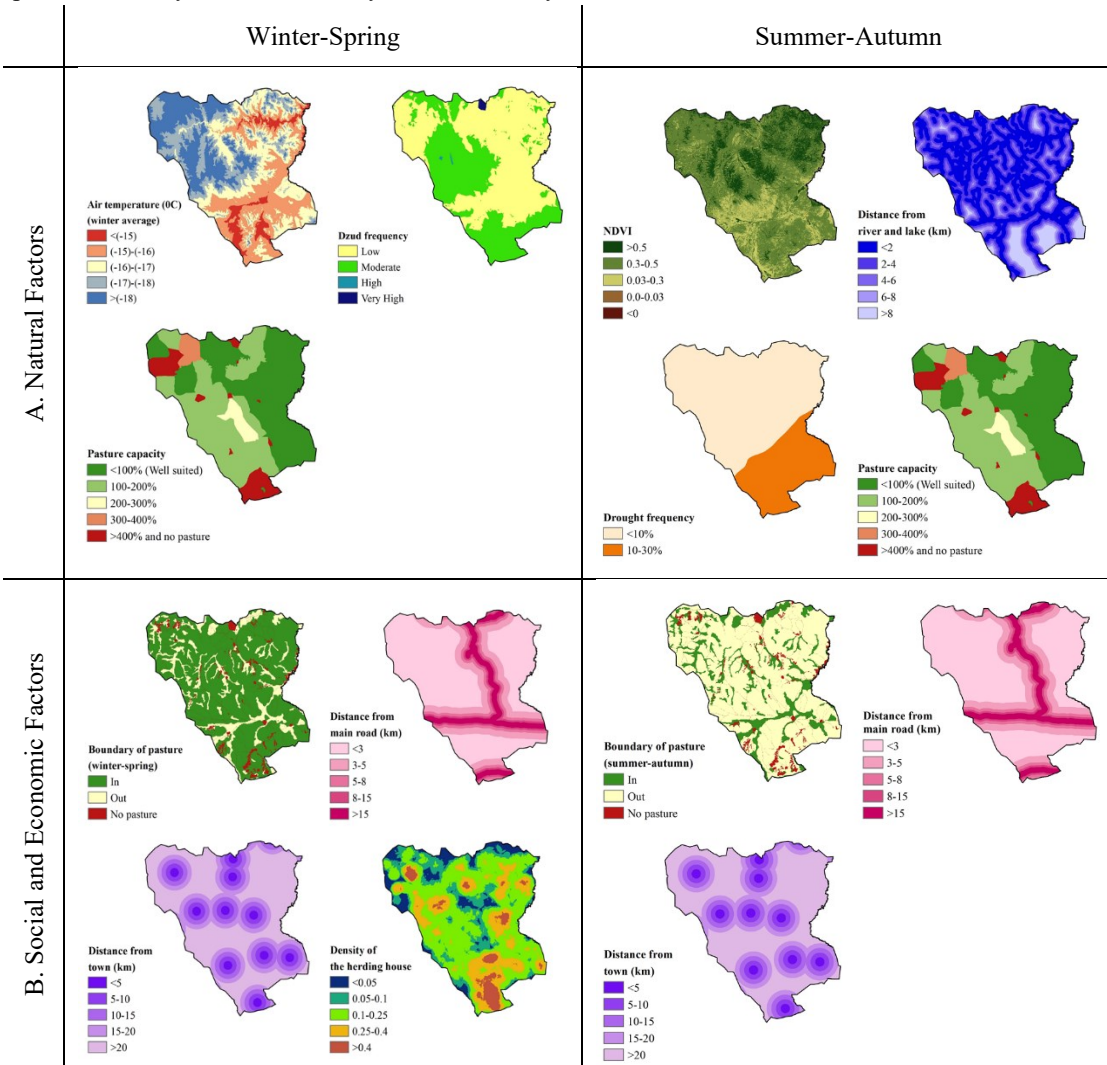 Winter-Spring
Summer-Autumn
A. Natural Factors
Air temperature (0C)
(winter average)
<(-15)
(-15)-(-16)
(-16)-(-17)
(-17)-(-18)
>(-18)
Dzud frequency
Low
Moderate
High
Very High
Pasture capacity
<100% (Well suited)
100-200%
200-300%
300-400%
>400% and no pasture
NDVI
>0.5
0.3-0.5
0.03-0.3
0.0-0.03
<0
Distance from
river and lake (km)
<2
2-4
4-6
6-8
>8
Drought frequency
<10%
10-30%
Pasture capacity
<100% (Well suited)
100-200%
200-300%
300-400%
>400% and no pasture
B. Social and Economic Factors
Boundary of pasture
(winter-spring)
In
Out
No pasture
Distance from
main road (km)
<3
3-5
5-8
8-15
>15
Distance from
town (km)
<5
5-10
10-15
15-20
>20
Density of
the herding house
<0.05
0.05-0.1
0.1-0.25
0.25-0.4
>0.4
Boundary of pasture
(summer-autumn)
In
Out
No pasture
Distance from
main road (km)
<3
3-5
5-8
8-15
>15
Distance from
town (km)
<5
5-10
10-15
15-20
>20